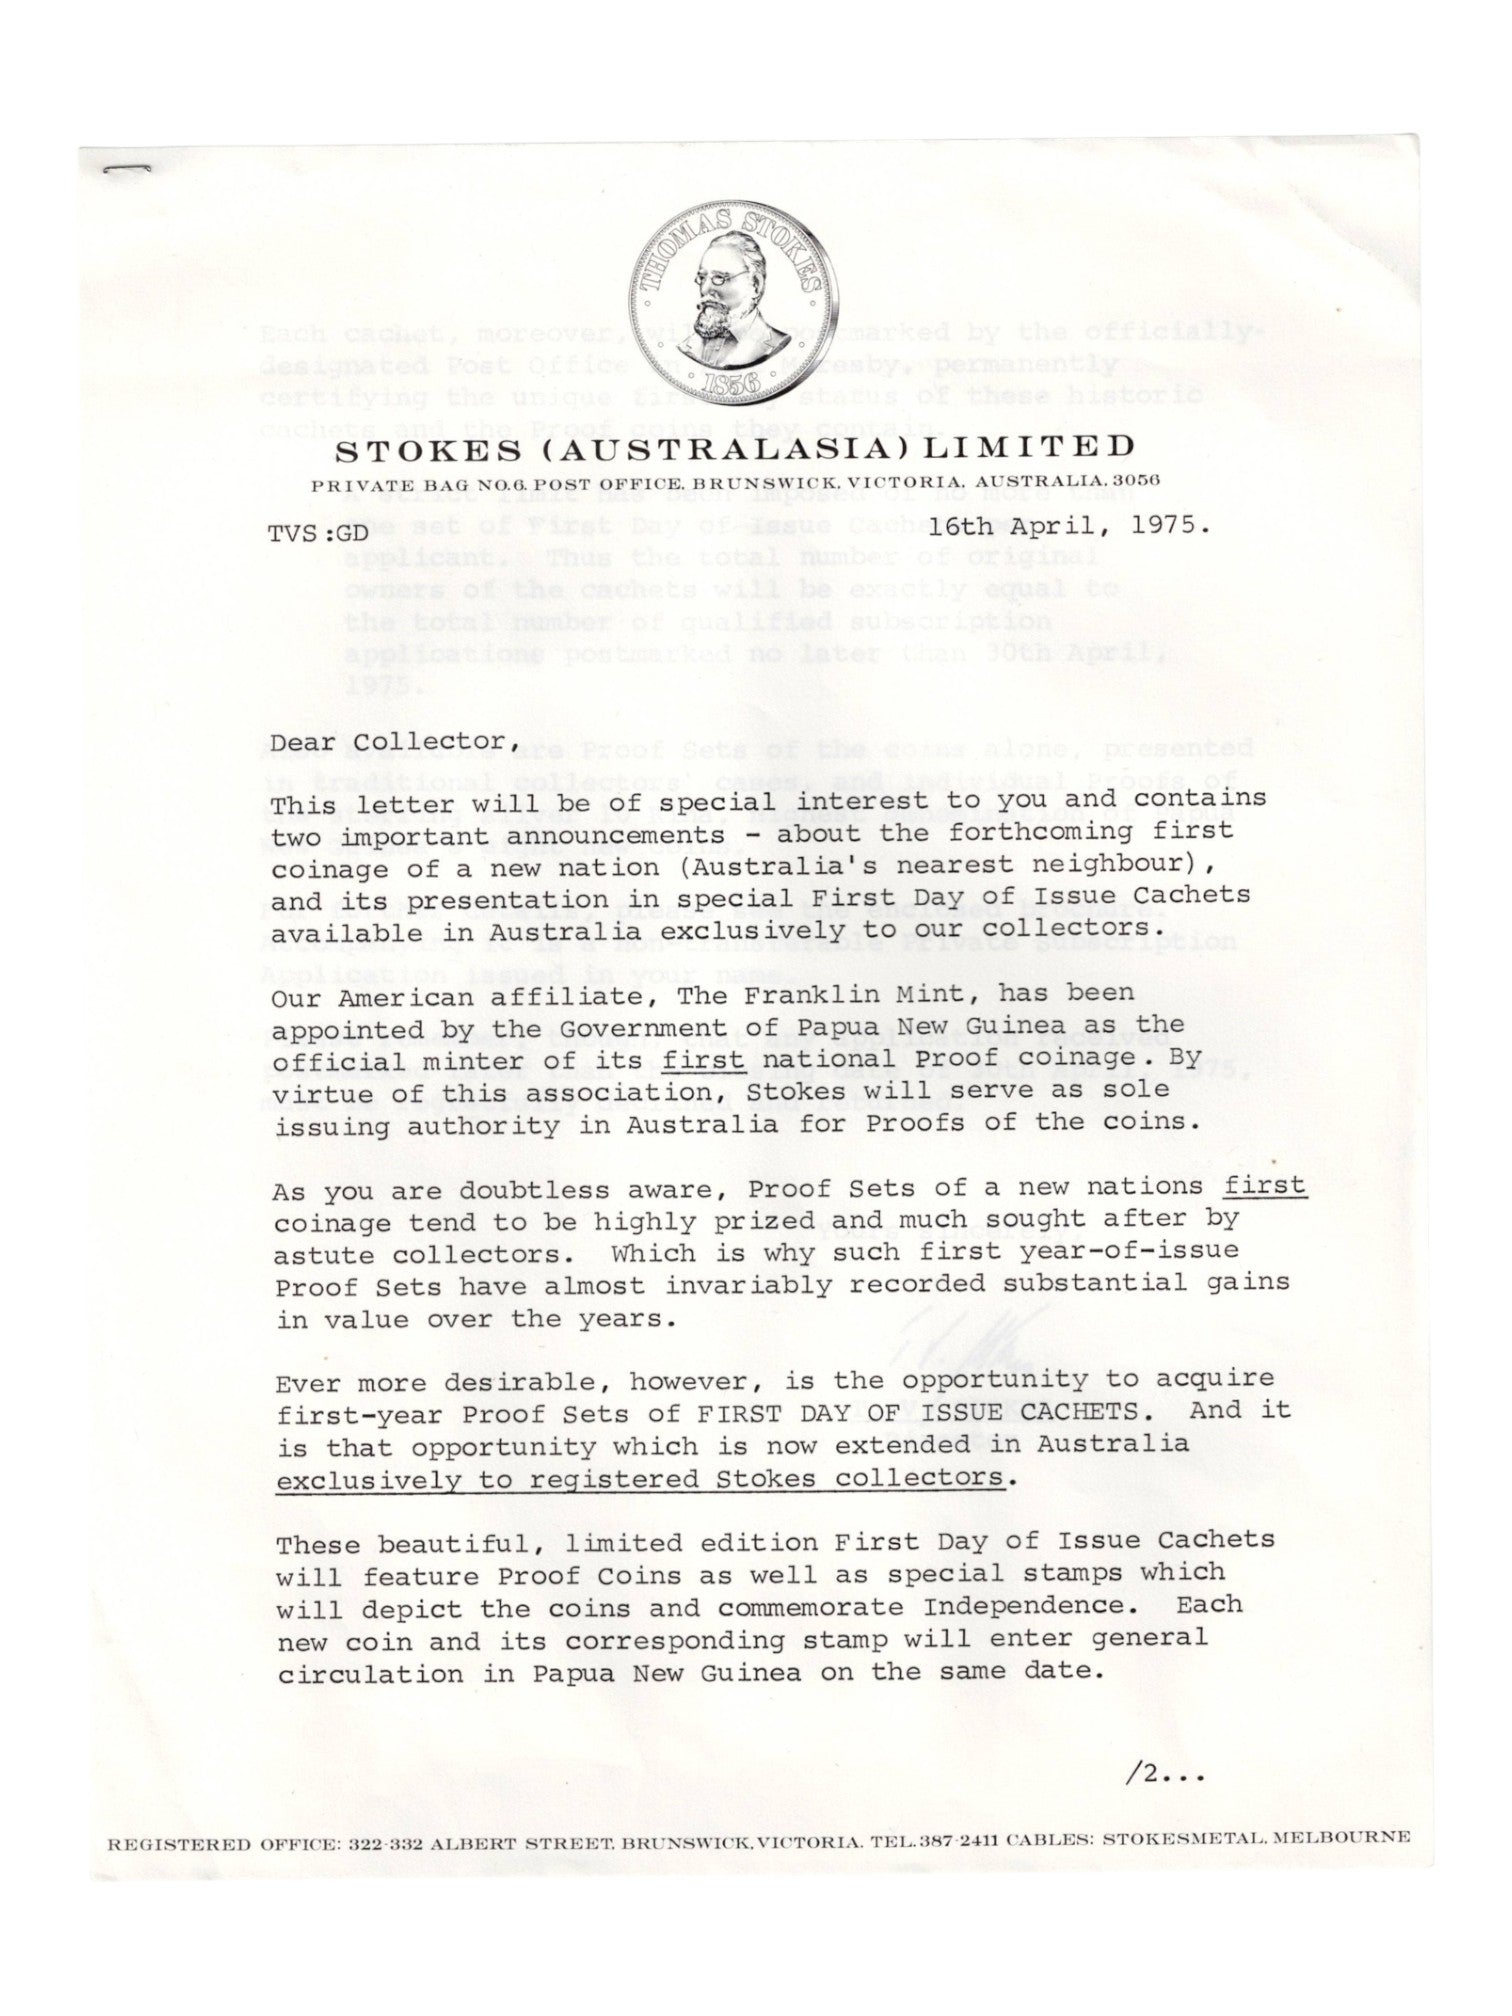 THOMAS STOKES
1856
STOKES (AUSTRALASIA) LIMITED
PRIVATE BAG NO.6. POST OFFICE. BRUNSWICK. VICTORIA. AUSTRALIA. 3056
TVS:GD 16th April, 1975.
Dear Collector,
This letter will be of special interest to you and contains
two important announcements - about the forthcoming first
coinage of a new nation (Australia's nearest neighbour),
and its presentation in special First Day of Issue Cachets
available in Australia exclusively to our collectors.
Our American affiliate, The Franklin Mint, has been
appointed by the Government of Papua New Guinea as the
official minter of its first national Proof coinage. By
virtue of this association, Stokes will serve as sole
issuing authority in Australia for Proofs of the coins.
As you are doubtless aware, Proof Sets of a new nations first
coinage tend to be highly prized and much sought after by
astute collectors. Which is why such first year-of-issue
Proof Sets have almost invariably recorded substantial gains
in value over the years.
Ever more desirable, however, is the opportunity to acquire
first-year Proof Sets of FIRST DAY OF ISSUE CACHETS. And it
is that opportunity which is now extended in Australia
exclusively to registered Stokes collectors.
These beautiful, limited edition First Day of Issue Cachets
will feature Proof Coins as well as special stamps which
will depict the coins and commemorate Independence. Each
new coin and its corresponding stamp will enter general
circulation in Papua New Guinea on the same date.
/2...
REGISTERED OFFICE: 322-332 ALBERT STREET. BRUNSWICK. VICTORIA. TEL. 387-2411 CABLES: STOKESMETAL. MELBOURNE